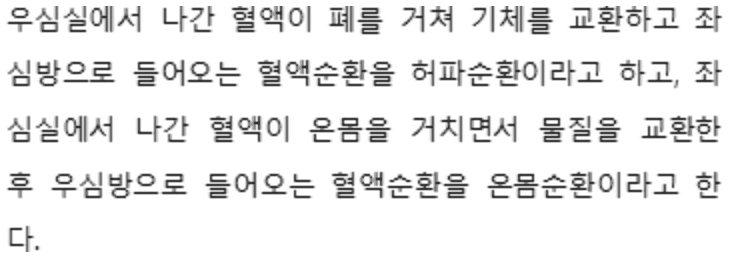 우심실에서 나간 혈액이 폐를 거쳐 기체를 교환하고 좌
심방으로 들어오는 혈액순환을 허파순환이라고 하고, 좌
심실에서 나간 혈액이 온몸을 거치면서 물질을 교환한
후 우심방으로 들어오는 혈액순환을 온몸순환이라고 한
다.